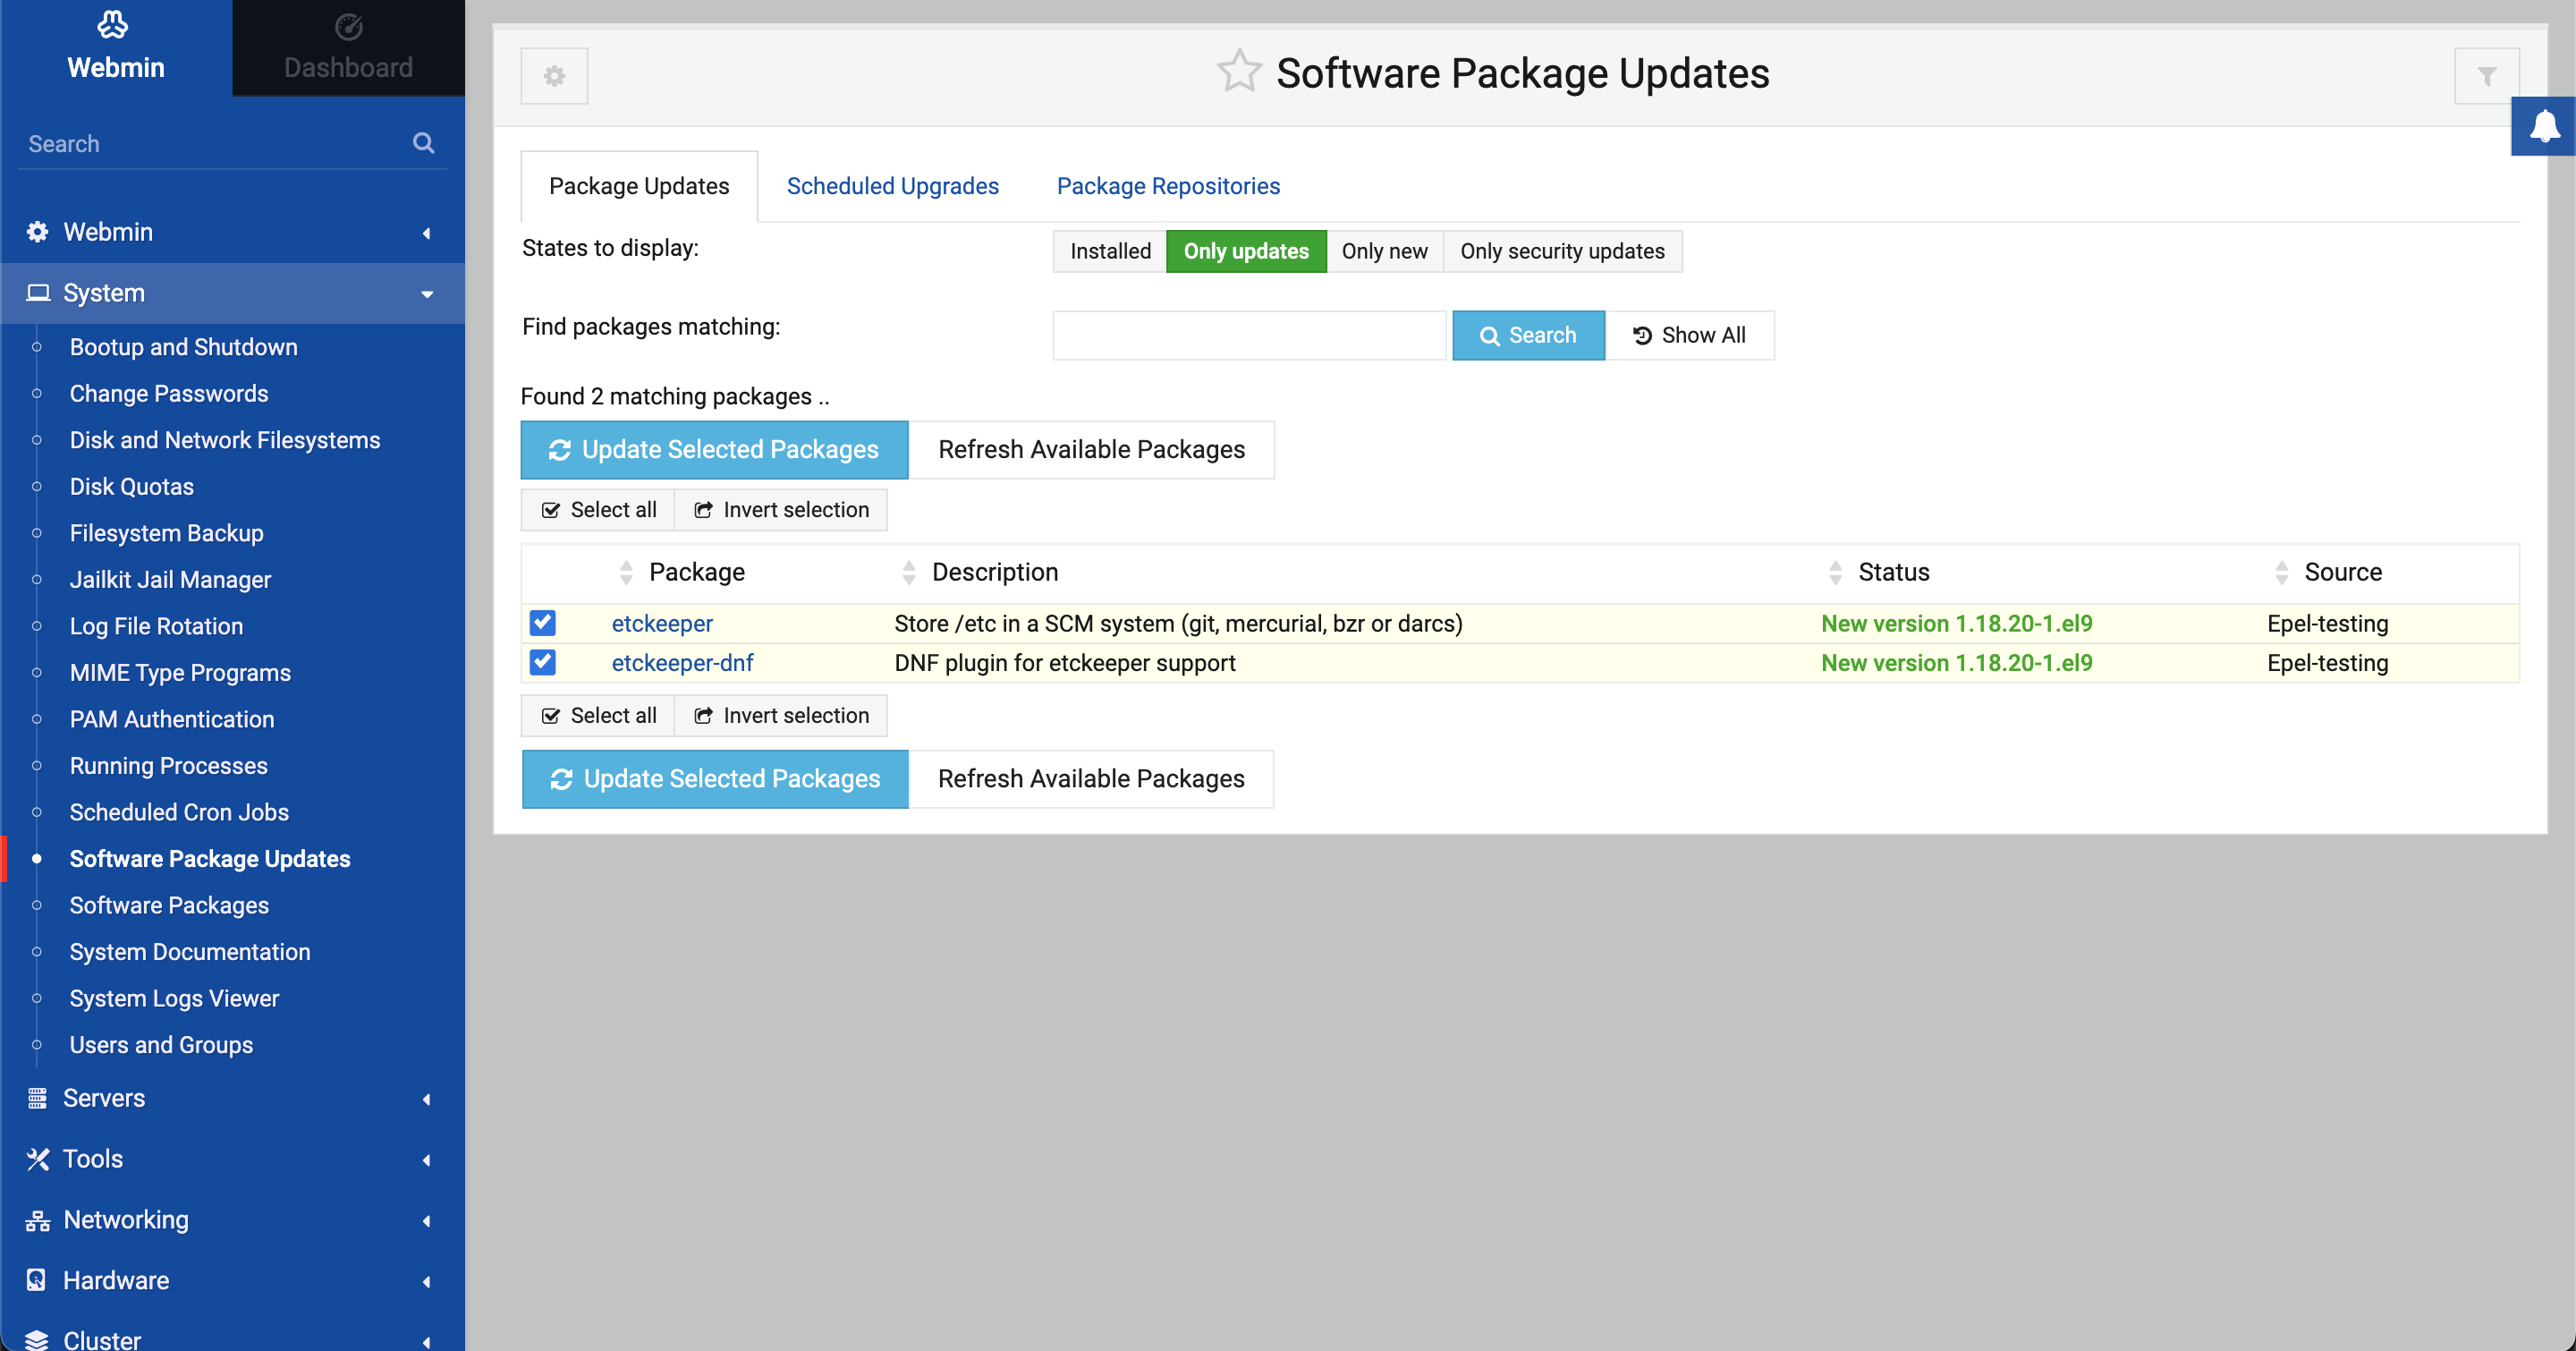 Webmin
Dashboard
Search
Webmin
System
Bootup and Shutdown
Change Passwords
Disk and Network Filesystems
Disk Quotas
Filesystem Backup
Jailkit Jail Manager
Log File Rotation
MIME Type Programs
PAM Authentication
Running Processes
Scheduled Cron Jobs
Software Package Updates
Software Packages
System Documentation
System Logs Viewer
Users and Groups
Servers
Tools
Networking
Hardware
Cluster
Software Package Updates
Package Updates Scheduled Upgrades Package Repositories
States to display: Installed Only updates Only new Only security updates
Find packages matching: Search Show All
Found 2 matching packages ..
Update Selected Packages Refresh Available Packages
Select all Invert selection
Package Description Status Source
etckeeper Store /etc in a SCM system (git, mercurial, bzr or darcs) New version 1.18.20-1.el9 Epel-testing
etckeeper-dnf DNF plugin for etckeeper support New version 1.18.20-1.el9 Epel-testing
Select all Invert selection
Update Selected Packages Refresh Available Packages